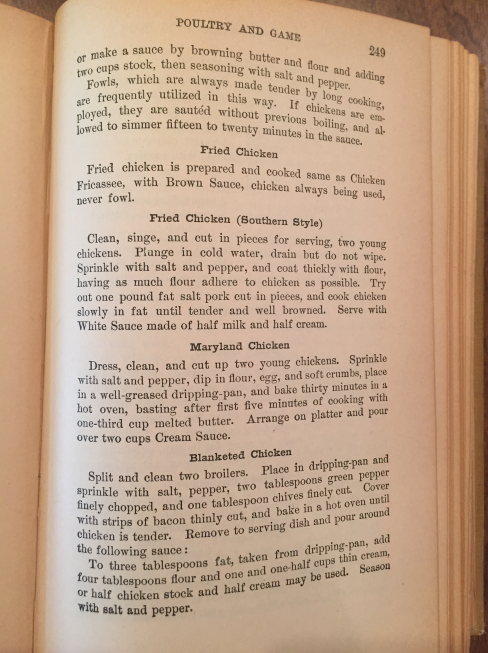 POULTRY AND GAME
249
or make a sauce by browning butter and flour and adding
two cups stock, then seasoning with salt and pepper.
Fowls, which are always made tender by long cooking,
are frequently utilized in this way. If chickens are em-
ployed, they are sautéd without previous boiling, and al-
lowed to simmer fifteen to twenty minutes in the sauce.
Fried Chicken
Fried chicken is prepared and cooked same as Chicken
Fricassee, with Brown Sauce, chicken always being used,
never fowl.
Fried Chicken (Southern Style)
Clean, singe, and cut in pieces for serving, two young
chickens. Plunge in cold water, drain but do not wipe.
Sprinkle with salt and pepper, and coat thickly with flour,
having as much flour adhere to chicken as possible. Try
out one pound fat salt pork cut in pieces, and cook chicken
slowly in fat until tender and well browned. Serve with
White Sauce made of half milk and half cream.
Maryland Chicken
Dress, clean, and cut up two young chickens. Sprinkle
with salt and pepper, dip in flour, egg, and soft crumbs, place
in a well-greased dripping-pan, and bake thirty minutes in a
hot oven, basting after first five minutes of cooking with
one-third cup melted butter. Arrange on platter and pour
over two cups Cream Sauce.
Blanketed Chicken
Split and clean two broilers. Place in dripping-pan and
sprinkle with salt, pepper, two tablespoons green pepper
finely chopped, and one tablespoon chives finely cut. Cover
with strips of bacon thinly cut, and bake in a hot oven until
chicken is tender. Remove to serving dish and pour around
the following sauce:
To three tablespoons fat, taken from dripping-pan, add
four tablespoons flour and one and one-half cups thin cream,
or half chicken stock and half cream may be used. Season
with salt and pepper.